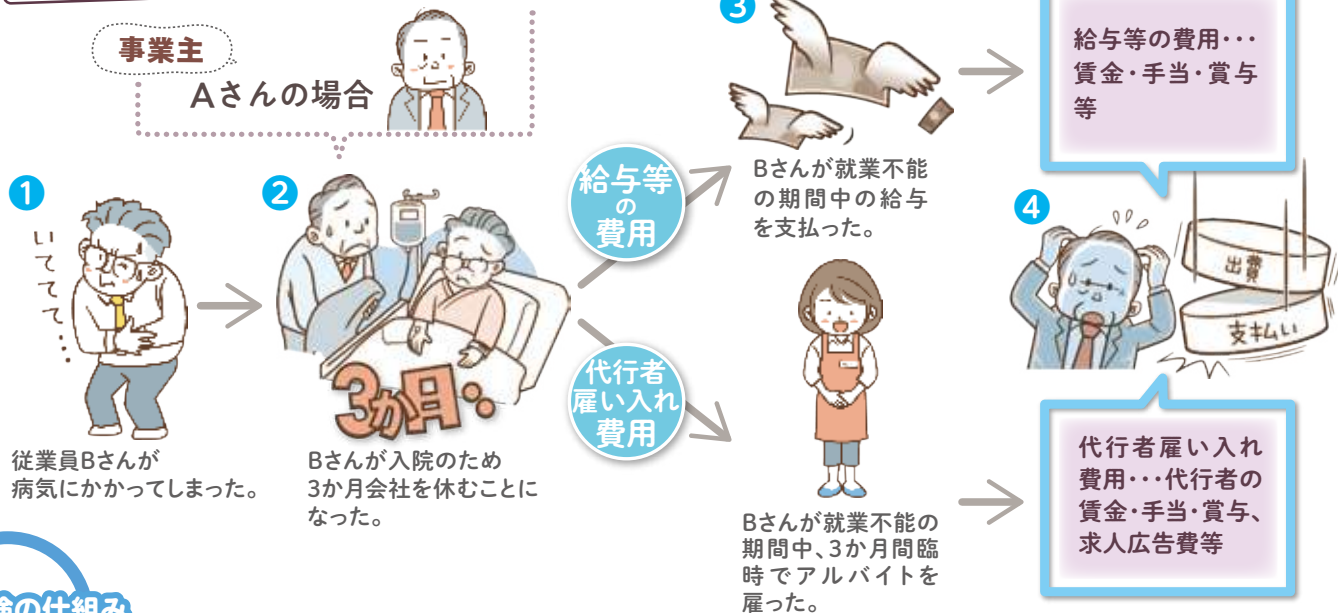 事業主
Aさんの場合
1
いててて...
従業員Bさんが
病気にかかってしまった。
2
3か月
Bさんが入院のため
3か月会社を休むことに
なった。
給与等
の
費用
3
Bさんが就業不能
の期間中の給与
を支払った。
給与等の費用・・・
賃金・手当・賞与
等
代行者
雇い入れ
費用
Bさんが就業不能の
期間中、3か月間臨
時でアルバイトを
雇った。
4
出費
支払い
代行者雇い入れ
費用・・・代行者の
賃金・手当・賞与、
求人広告費等
の仕組み